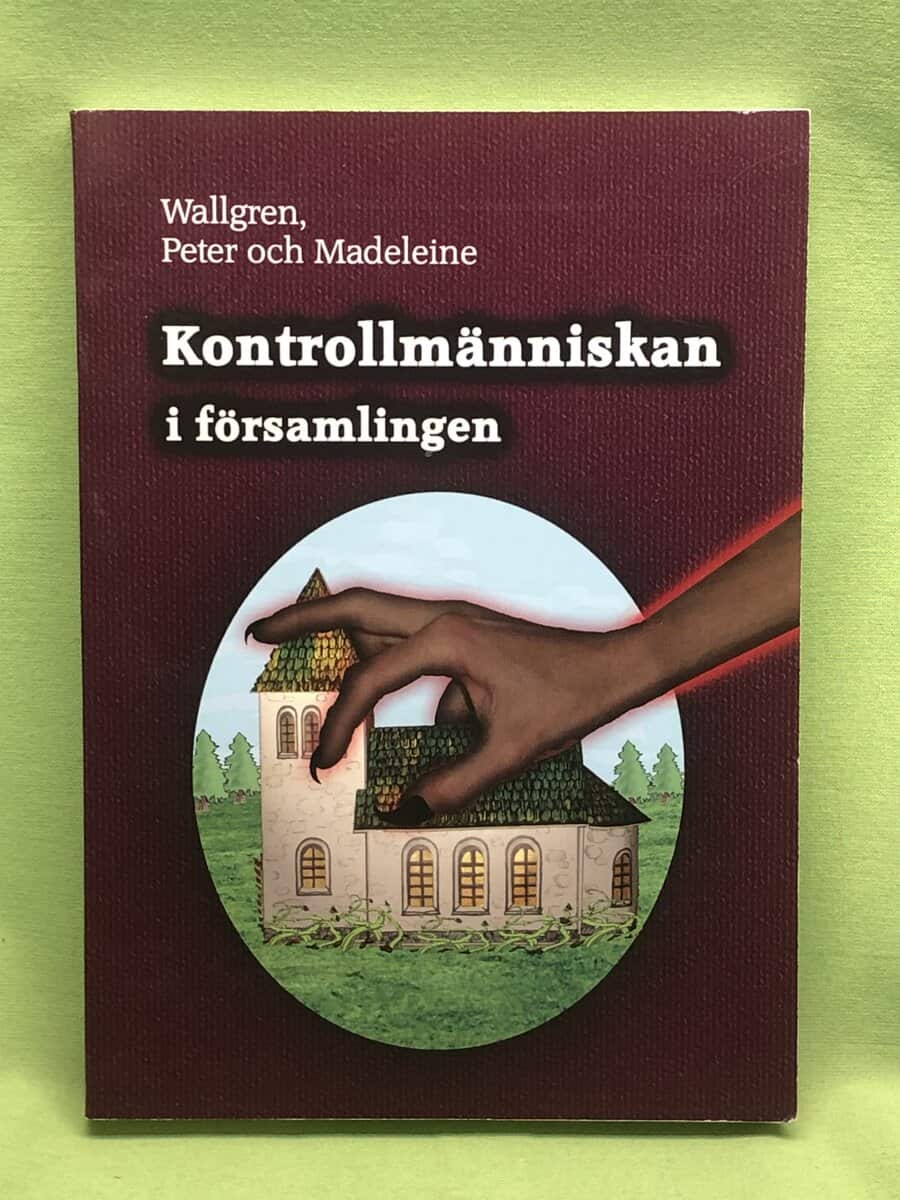 Wallgren,
Peter och Madeleine
Kontrollmänniskan
i församlingen